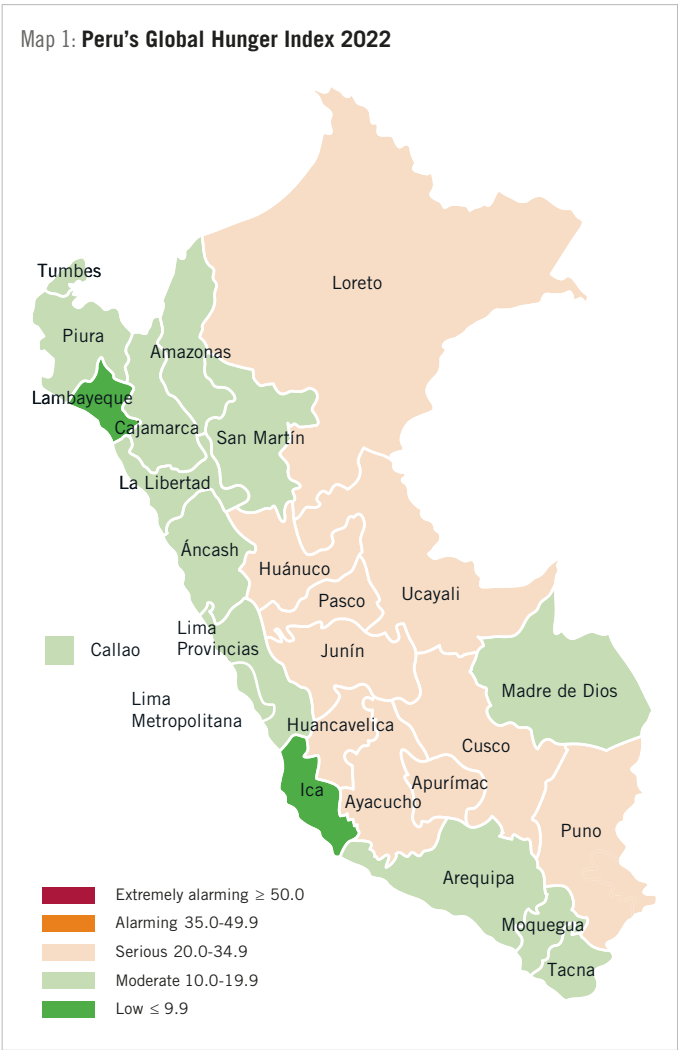 Map 1: Peru's Global Hunger Index 2022
Loreto
Tumbes
Piura
Amazonas
Lambayeque
Cajamarca
San Martín
La Libertad
Áncash
Huánuco
Ucayali
Pasco
Lima
Provincias
Callao
Junín
Madre de Dios
Lima
Metropolitana
Huancavelica
Cusco
Apurímac
Ica
Ayacucho
Puno
Arequipa
Moquegua
Tacna
Extremely alarming ≥ 50.0
Alarming 35.0-49.9
Serious 20.0-34.9
Moderate 10.0-19.9
Low ≤ 9.9